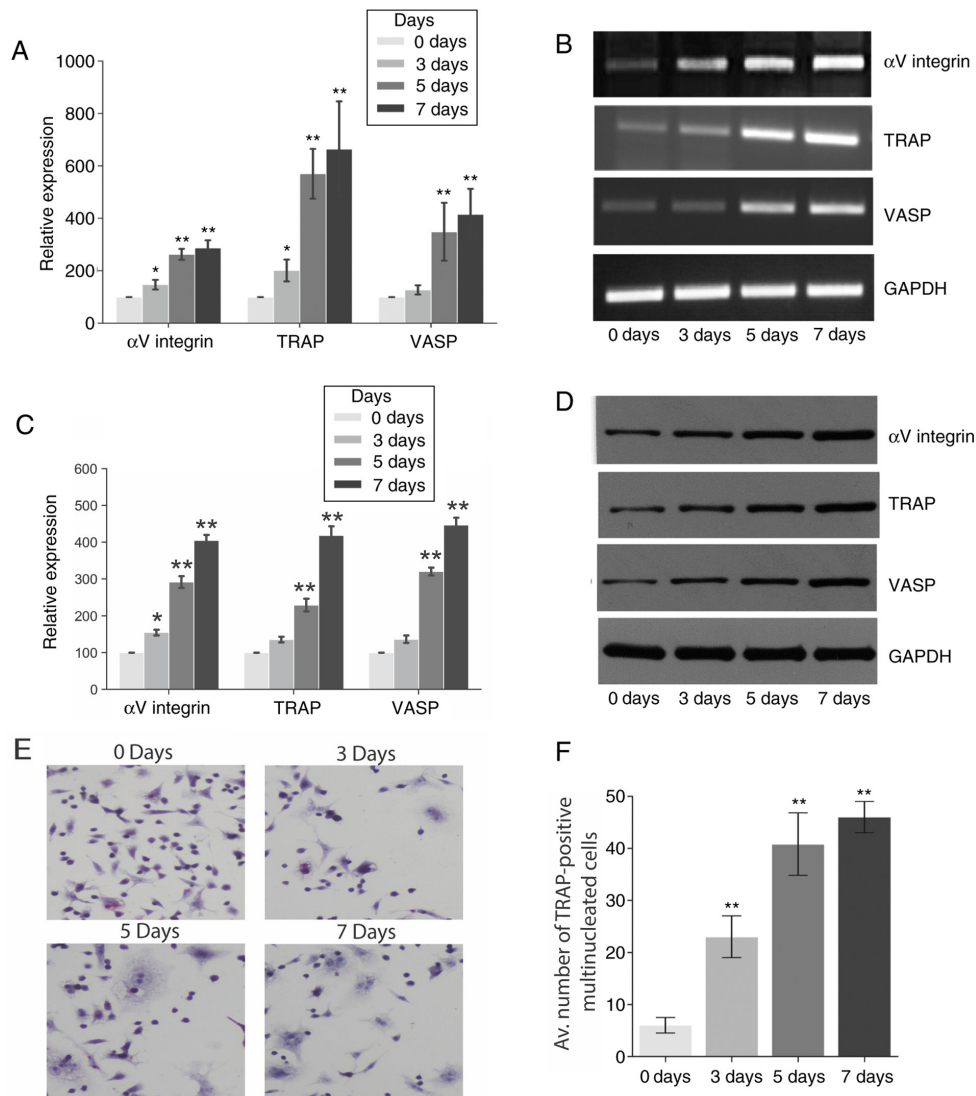 A
Days
0 days
3 days
5 days
7 days
Relative expression
1000
800
600
400
200
0
* ** **
* ** **
** **
αV integrin TRAP VASP
B
αV integrin
TRAP
VASP
GAPDH
0 days 3 days 5 days 7 days
C
Days
0 days
3 days
5 days
7 days
Relative expression
600
500
400
300
200
100
0
* ** **
** **
** **
αV integrin TRAP VASP
D
αV integrin
TRAP
VASP
GAPDH
0 days 3 days 5 days 7 days
E
0 Days 3 Days
5 Days 7 Days
F
Av. number of TRAP-positive
multinucleated cells
50
40
30
20
10
0
** ** **
0 days 3 days 5 days 7 days